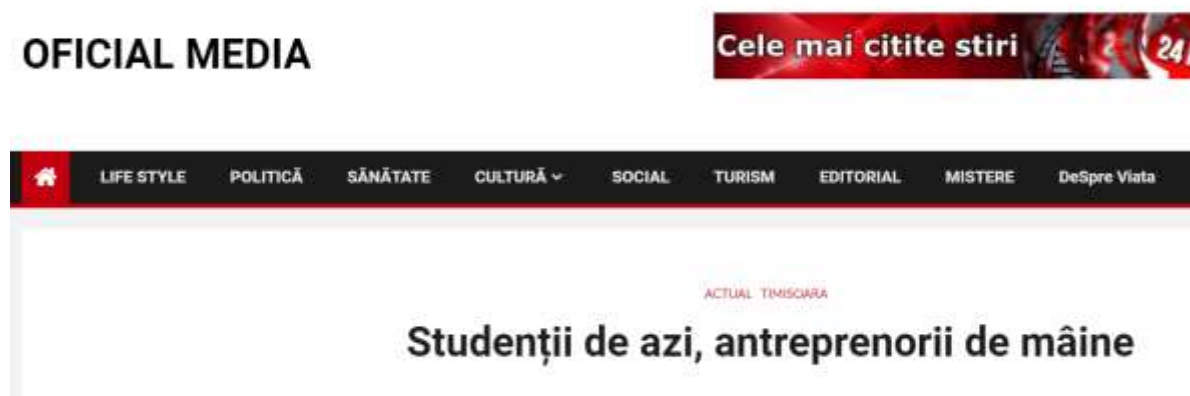 OFICIAL MEDIA
Cele mai citite stiri
24
LIFE STYLE POLITICĂ SĂNĂTATE CULTURĂ SOCIAL TURISM EDITORIAL MISTERE DeSpre Viata
ACTUAL TIMISOARA
Studenții de azi, antreprenorii de mâine